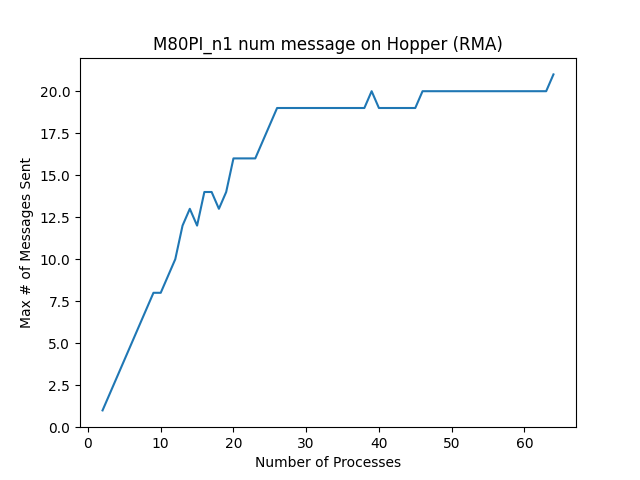 M80PI_n1 num message on Hopper (RMA)
Max # of Messages Sent
20.0
17.5
15.0
12.5
10.0
7.5
5.0
2.5
0.0
0 10 20 30 40 50 60
Number of Processes